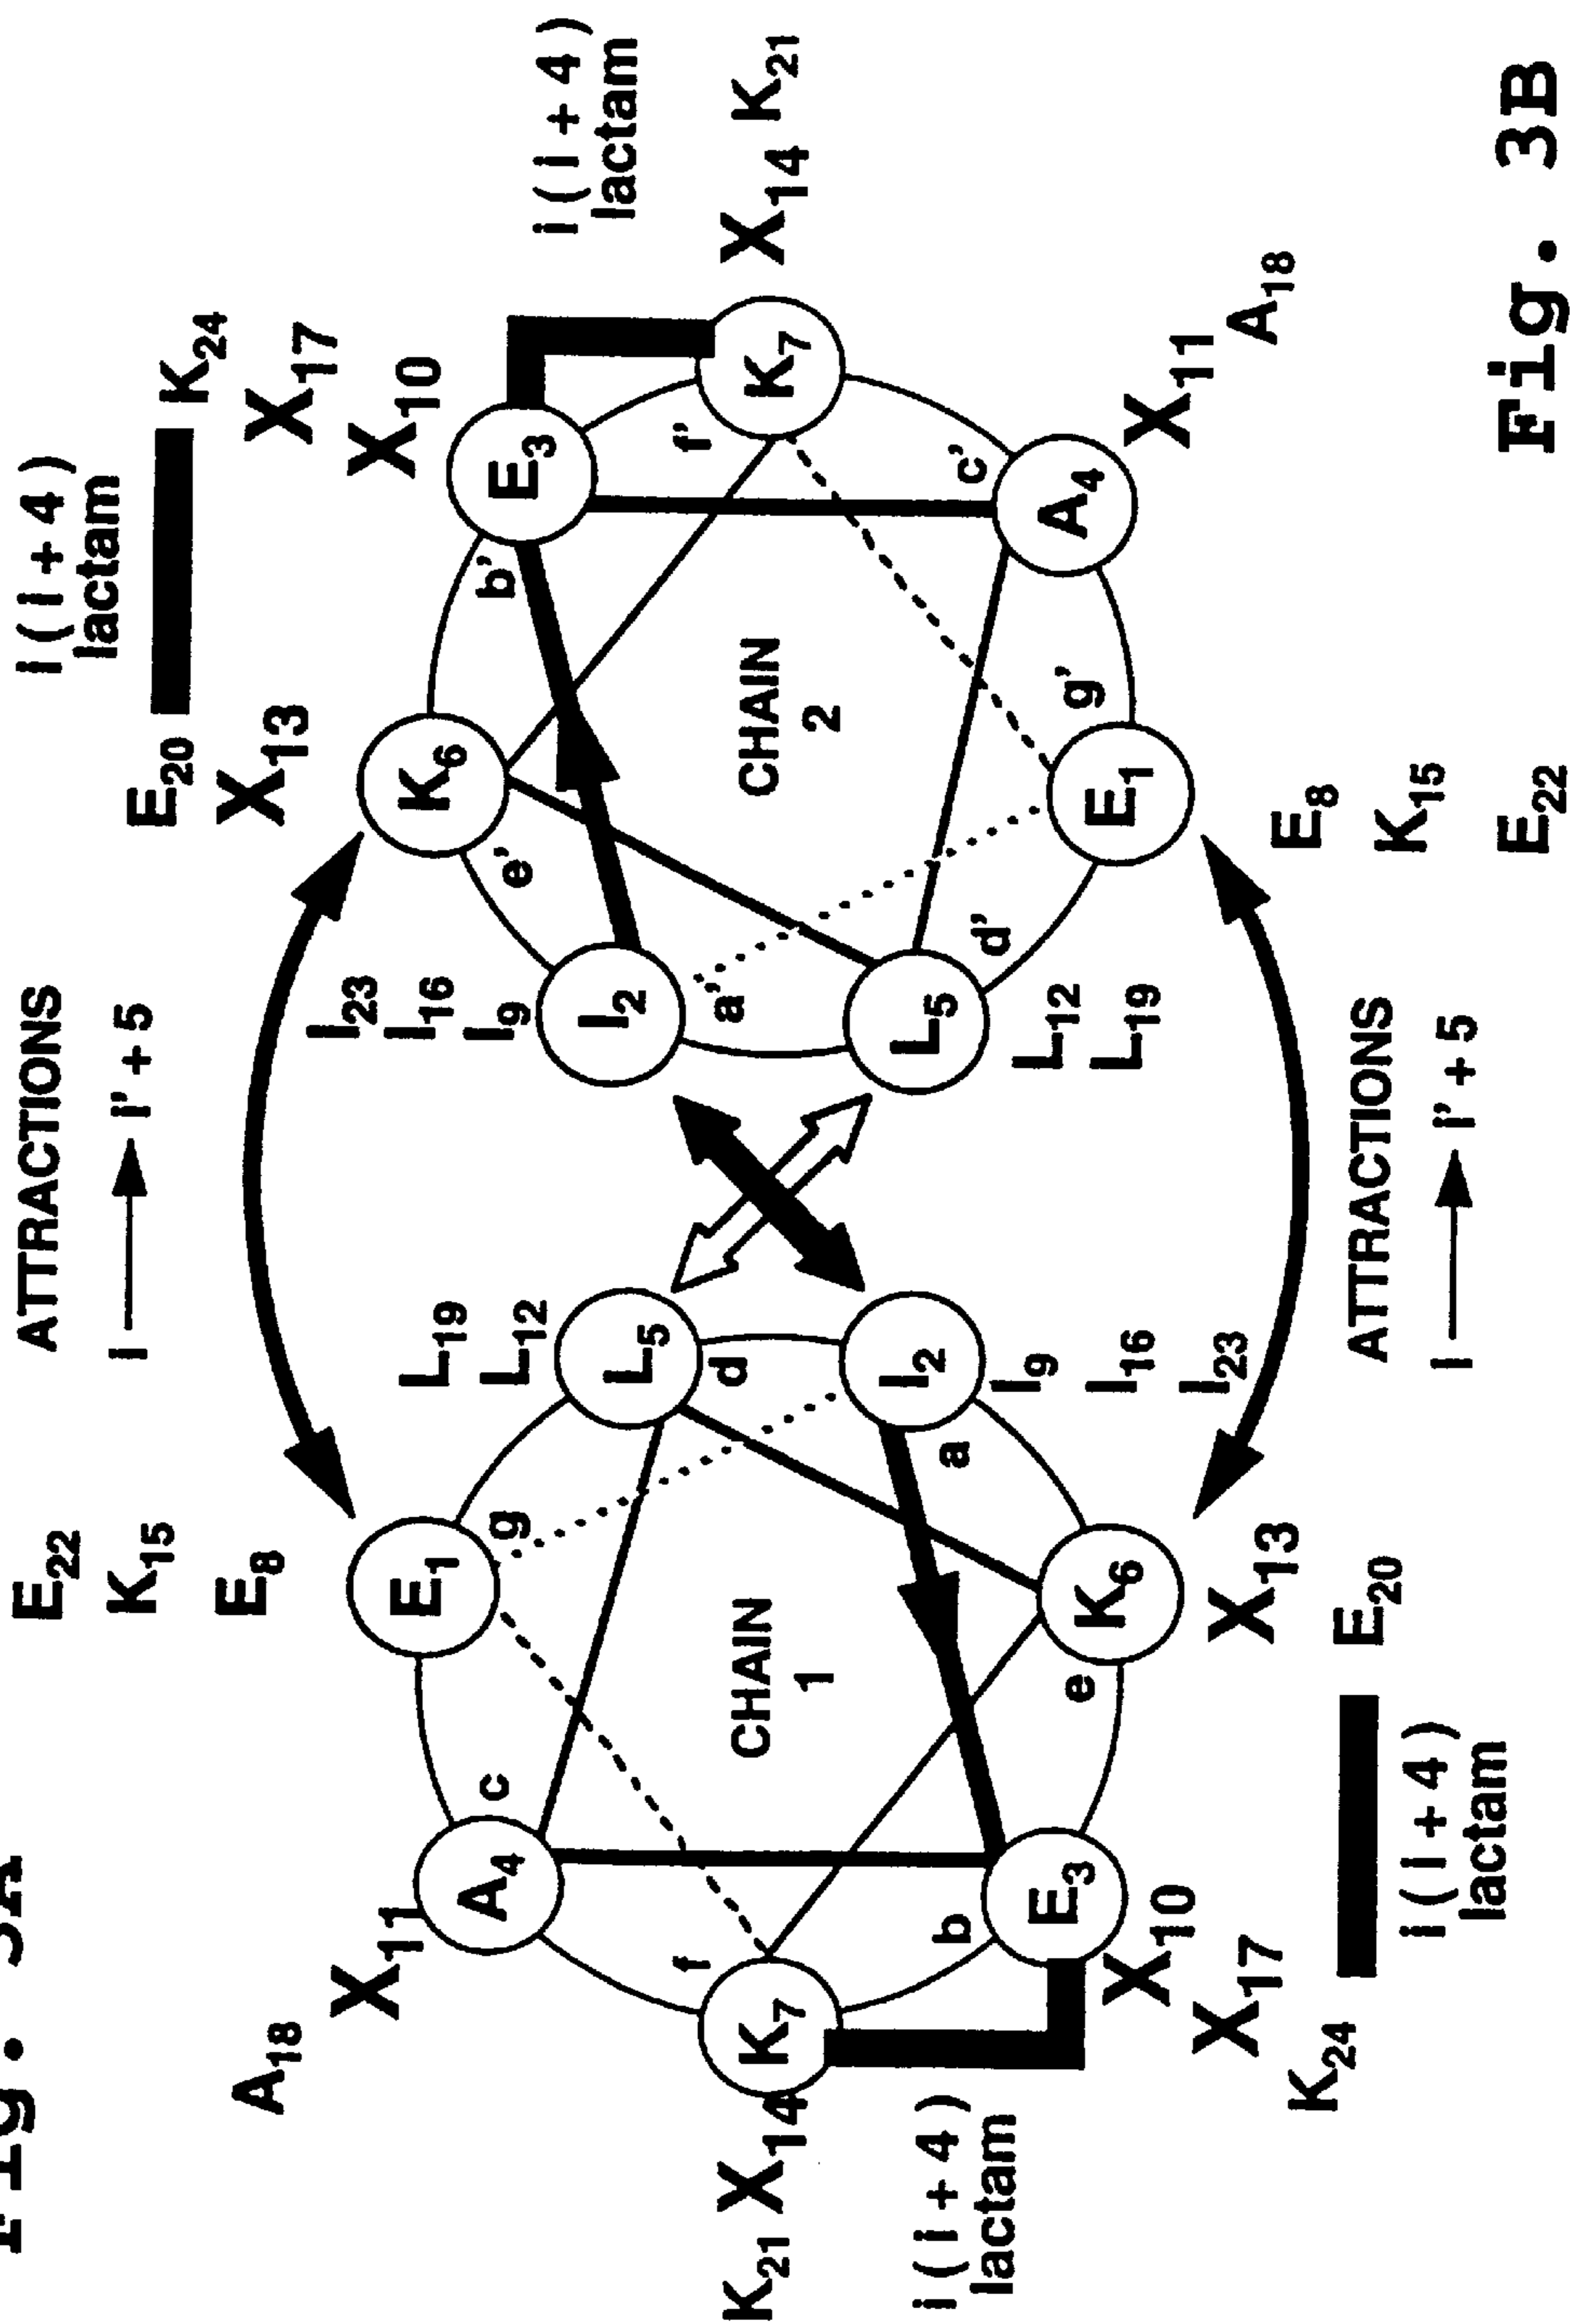 ATTRACTIONS
i → i' + 5
E22
K15
E8
L19
L12
I23
I16
I9
E20
X13
i ( i + 4 )
lactam
K24
X17
X10
A18
X11
A4
c
E1
g
L5
d
I2
a'
K6
e'
E3
b'
i ( i + 4 )
lactam
K21 X14
K7
f
CHAIN
1
CHAIN
2
K7
f'
X14 K21
i ( i + 4 )
lactam
E3
b
K6
e
I2
a
L5
d'
E1
g'
A4
c'
X11
A18
X10
X17
K24
X13
E20
I9
I16
I23
L12
L19
E8
K15
E22
i ( i + 4 )
lactam
ATTRACTIONS
i → i' + 5
Fig. 3B